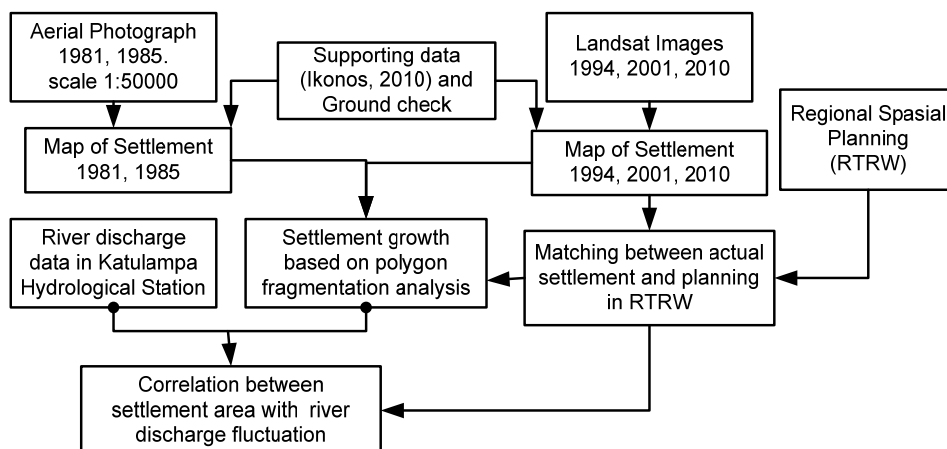 Aerial Photograph
1981, 1985.
scale 1:50000
Supporting data
(Ikonos, 2010) and
Ground check
Landsat Images
1994, 2001, 2010
Regional Spasial
Planning
(RTRW)
Map of Settlement
1981, 1985
Map of Settlement
1994, 2001, 2010
River discharge
data in Katulampa
Hydrological Station
Settlement growth
based on polygon
fragmentation analysis
Matching between
actual
settlement and planning
in RTRW
Correlation between
settlement area with river
discharge fluctuation